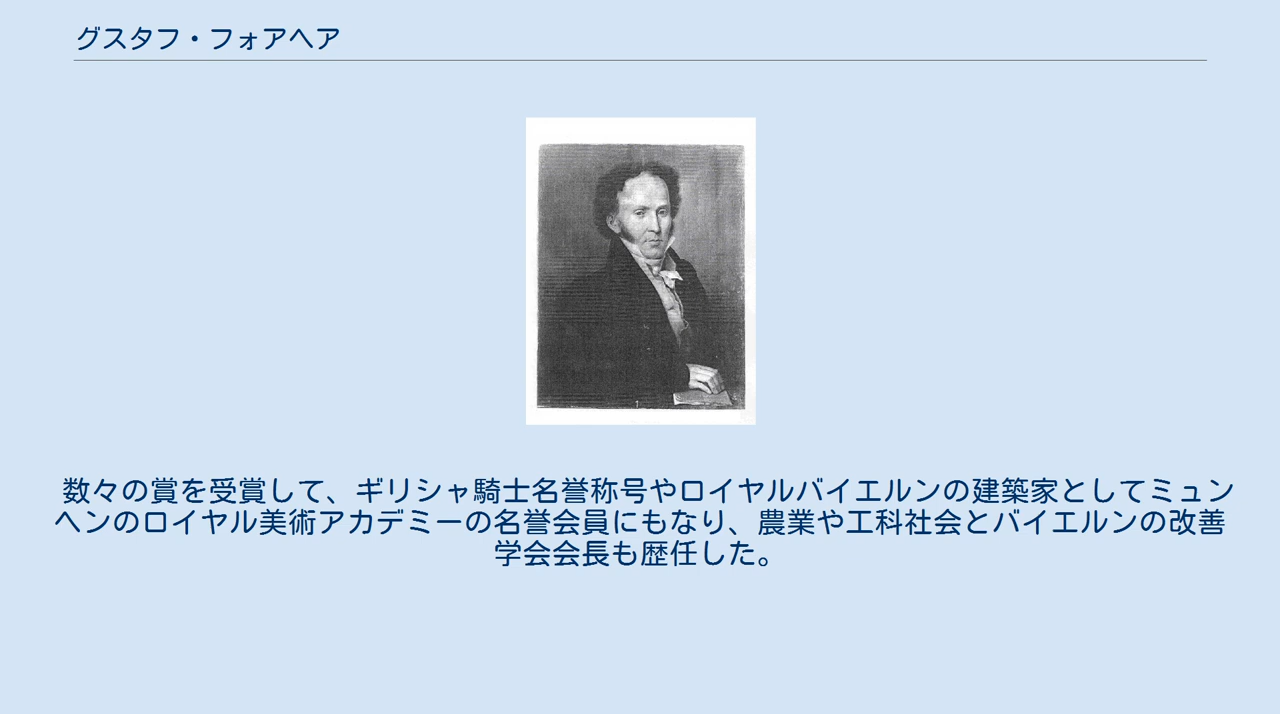 グスタフ・フォアヘア
数々の賞を受賞して、ギリシャ騎士名誉称号やロイヤルバイエルンの建築家としてミュン
ヘンのロイヤル美術アカデミーの名誉会員にもなり、農業や工科社会とバイエルンの改善
学会会長も歴任した。